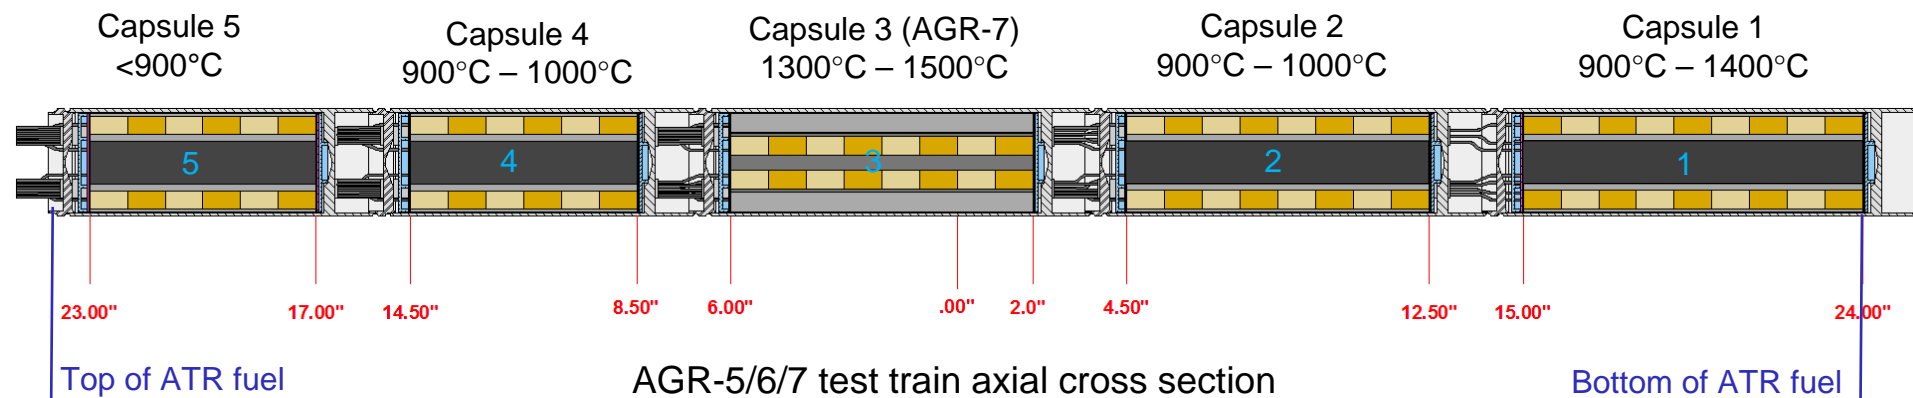 Capsule 5
<900°C
Capsule 4
900°C – 1000°C
Capsule 3 (AGR-7)
1300°C – 1500°C
Capsule 2
900°C – 1000°C
Capsule 1
900°C – 1400°C
5
4
3
2
1
23.00"
17.00"
14.50"
8.50"
6.00"
.00"
2.0"
4.50"
12.50"
15.00"
24.00"
Top of ATR fuel
AGR-5/6/7 test train axial cross section
Bottom of ATR fuel